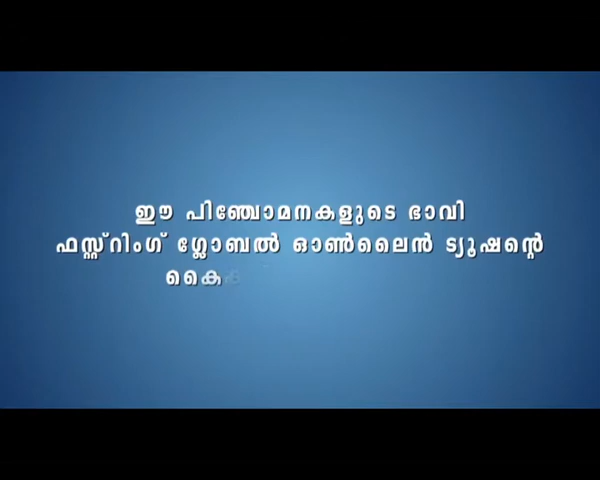 ഈ പിഞ്ചോമനകളുടെ ഭാവി
ഫസ്റ്റ്റിംഗ് ഗ്ലോബൽ ഓൺലൈൻ ട്യൂഷന്റെ